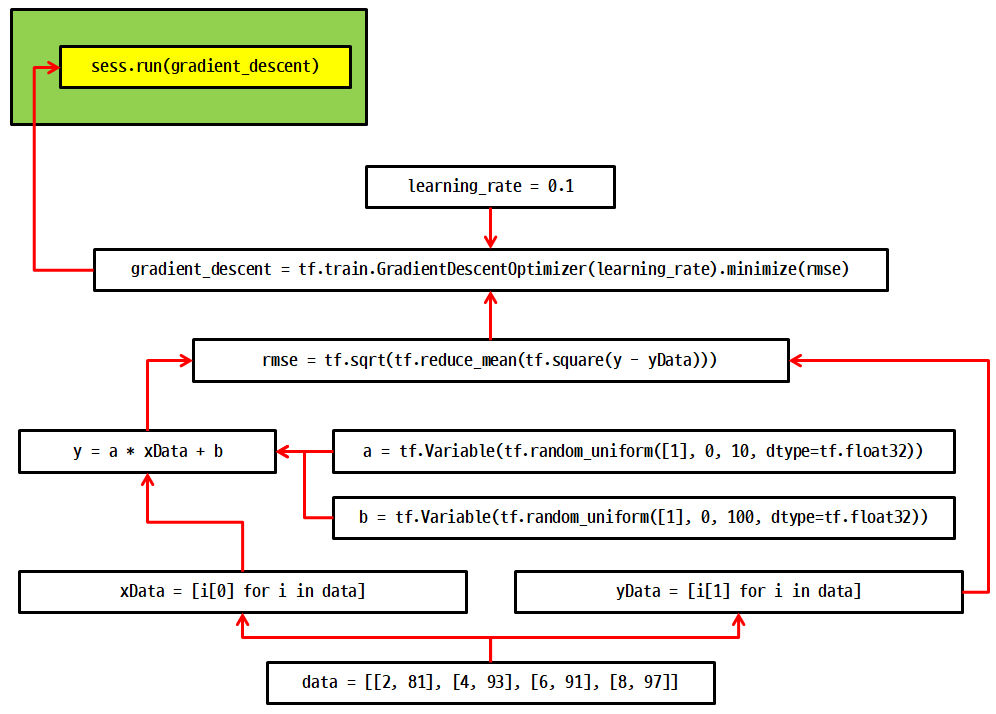 sess.run(gradient_descent)
learning_rate = 0.1
gradient_descent = tf.train.GradientDescentOptimizer(learning_rate).minimize(rmse)
rmse = tf.sqrt(tf.reduce_mean(tf.square(y - yData)))
y = a * xData + b
a = tf.Variable(tf.random_uniform([1], 0, 10, dtype=tf.float32))
b = tf.Variable(tf.random_uniform([1], 0, 100, dtype=tf.float32))
xData = [i[0] for i in data]
yData = [i[1] for i in data]
data = [[2, 81], [4, 93], [6, 91], [8, 97]]